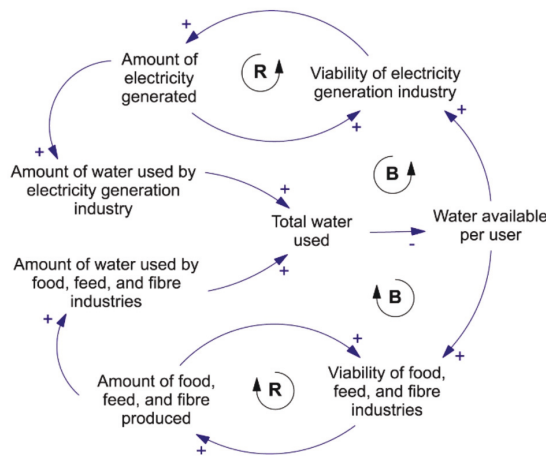 +
Amount of
electricity
generated
R
Viability of electricity
generation industry
+
+
+
Amount of water used by
electricity generation
industry
+
B
Total water
used
-
Water available
per user
+
Amount of water used by
food, feed, and fibre
industries
+
B
+
+
Amount of food,
feed, and fibre
produced
R
Viability of food,
feed, and fibre
industries
+
+